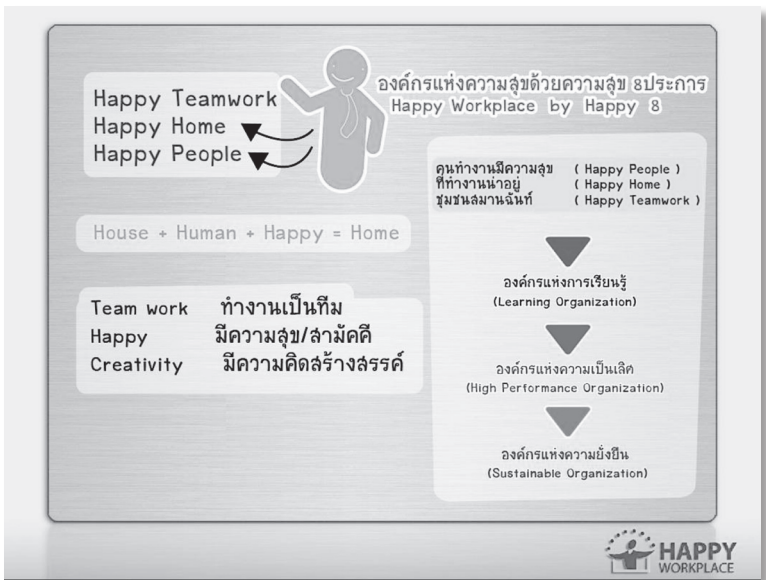 Happy Teamwork
Happy Home
Happy People
องค์กรแห่งความสุขด้วยความสุข 8ประการ
Happy Workplace by Happy 8
House + Human + Happy = Home
Team work ทำงานเป็นทีม
Happy มีความสุข/สามัคคี
Creativity มีความคิดสร้างสรรค์
คนทำงานมีความสุข ( Happy People )
ที่ทำงานน่าอยู่ ( Happy Home )
ชุมชนสมานฉันท์ ( Happy Teamwork )
องค์กรแห่งการเรียนรู้
(Learning Organization)
องค์กรแห่งความเป็นเลิศ
(High Performance Organization)
องค์กรแห่งความยั่งยืน
(Sustainable Organization)
HAPPY
WORKPLACE